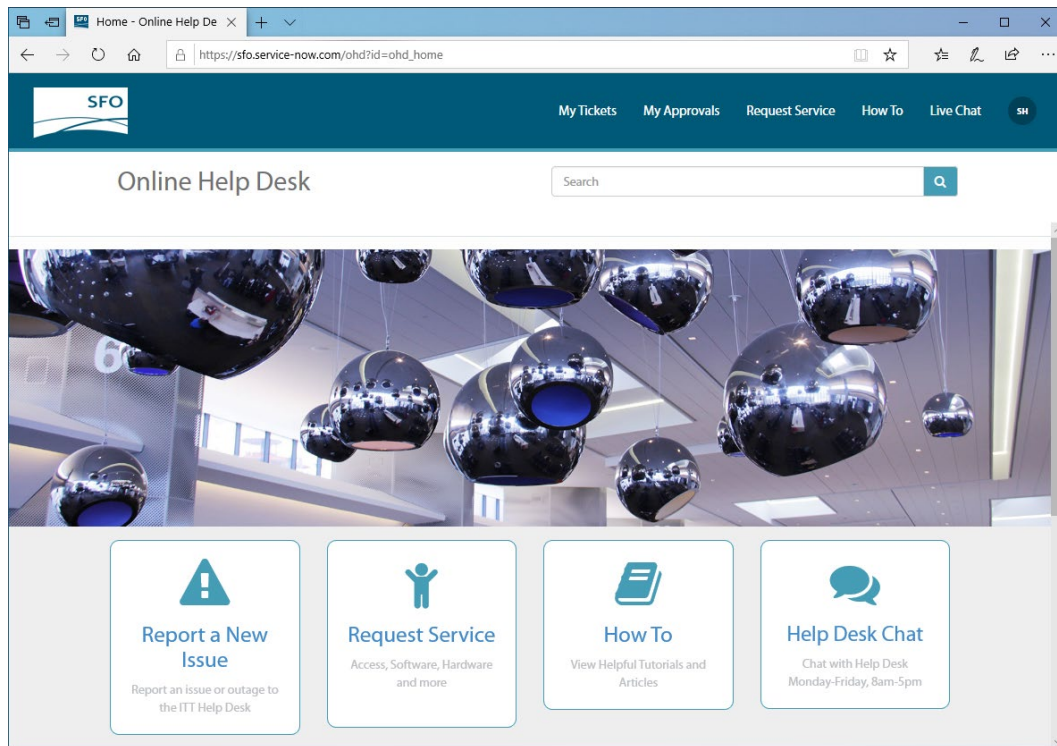 Home - Online Help De
https://sfo.service-now.com/ohd?id=ohd_home
SFO
My Tickets
My Approvals
Request Service
How To
Live Chat
SH
Online Help Desk
Search
6
Report a New
Issue
Report an issue or outage to
the ITT Help Desk
Request Service
Access, Software, Hardware
and more
How To
View Helpful Tutorials and
Articles
Help Desk Chat
Chat with Help Desk
Monday-Friday, 8am-5pm